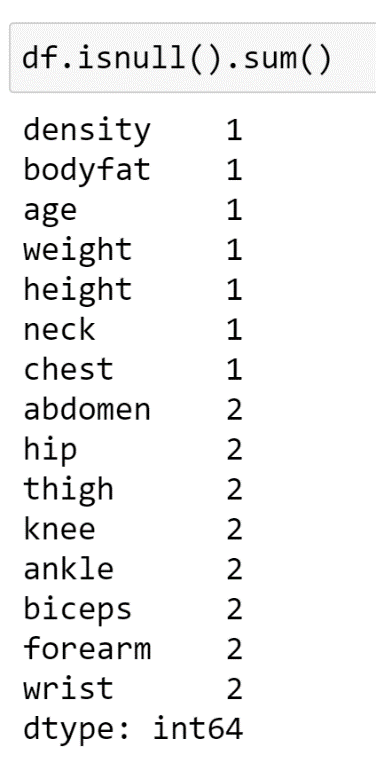 df.isnull().sum()
density 1
bodyfat 1
age 1
weight 1
height 1
neck 1
chest 1
abdomen 2
hip 2
thigh 2
knee 2
ankle 2
biceps 2
forearm 2
wrist 2
dtype: int64